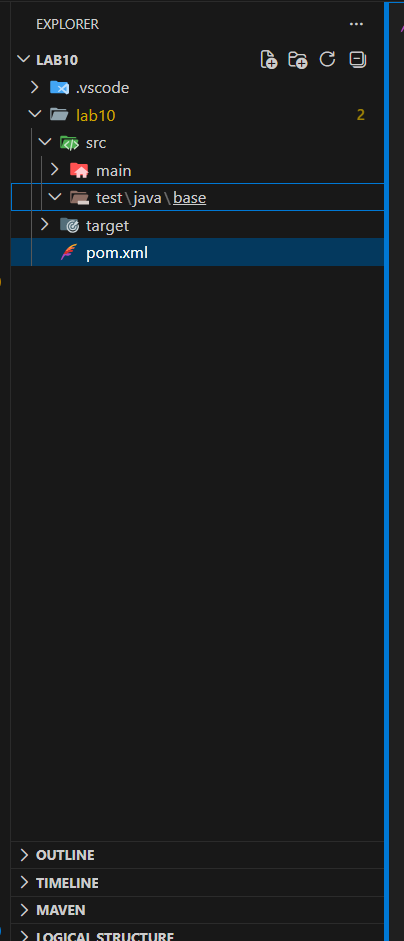 EXPLORER
LAB10
.vscode
lab10 2
src
main
test\java\base
target
pom.xml
OUTLINE
TIMELINE
MAVEN
LOGICAL STRUCTURE